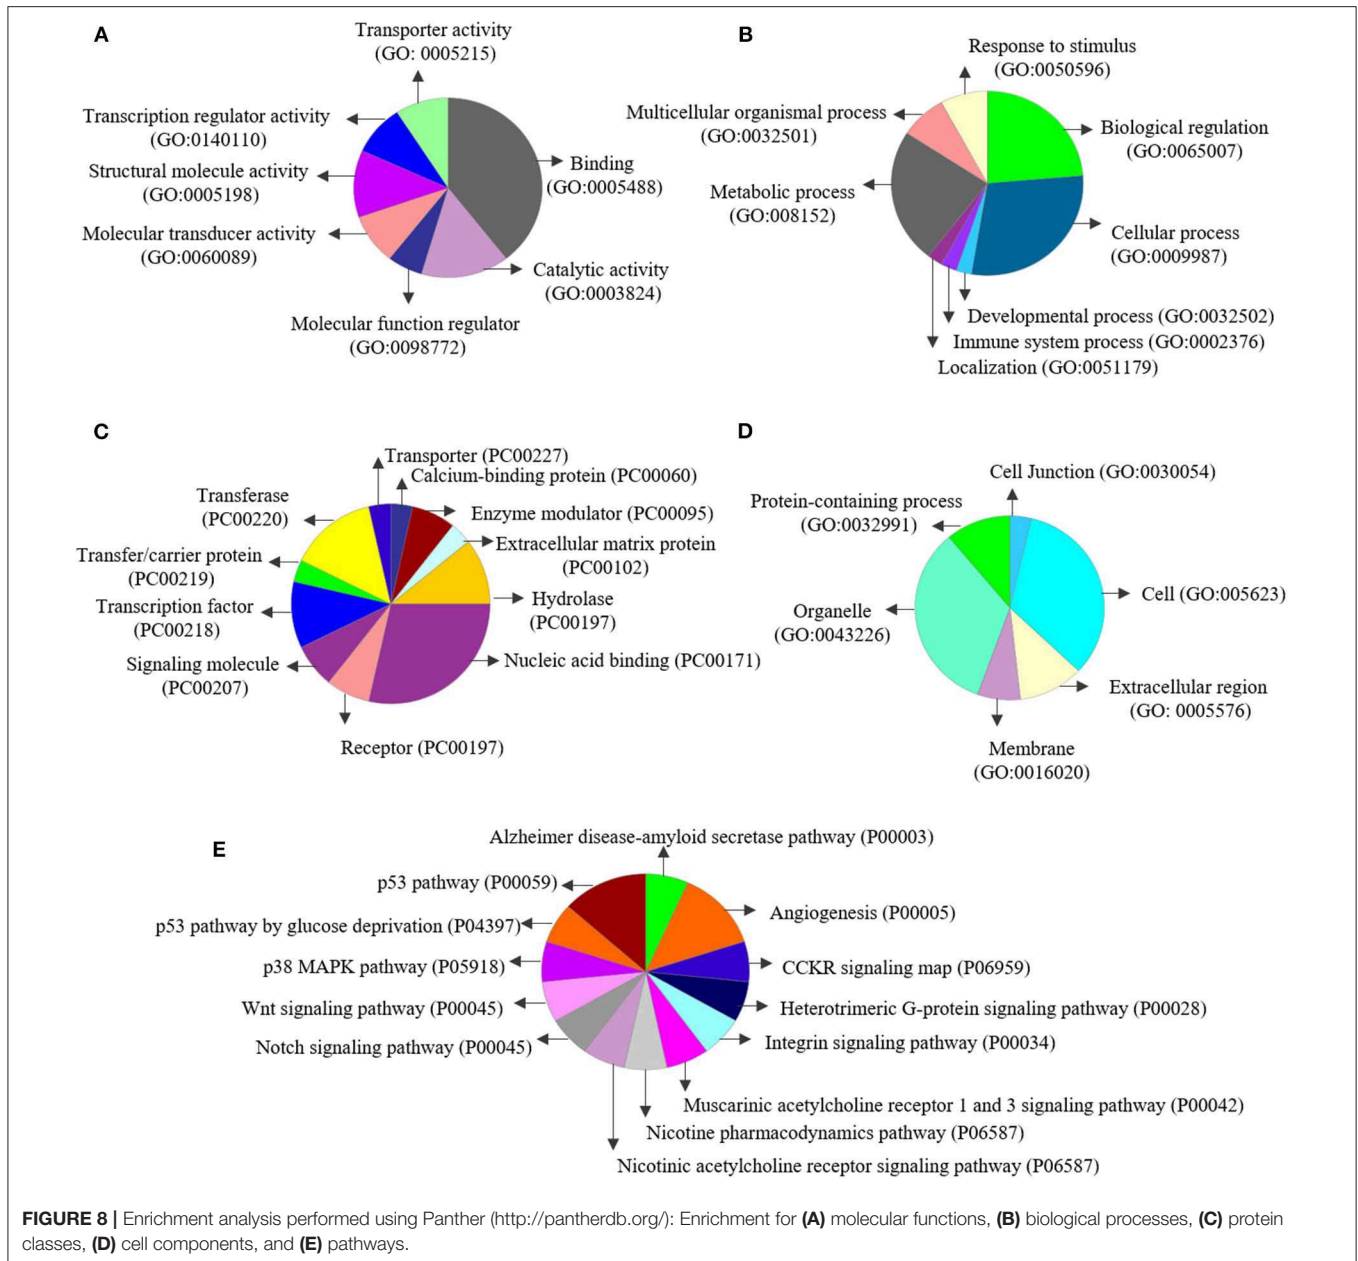 A
Transporter activity
(GO: 0005215)
Transcription regulator activity
(GO:0140110)
Structural molecule activity
(GO:0005198)
Molecular transducer activity
(GO:0060089)
Molecular function regulator
(GO:0098772)
Binding
(GO:0005488)
Catalytic activity
(GO:0003824)
B
Response to stimulus
(GO:0050596)
Multicellular organismal process
(GO:0032501)
Metabolic process
(GO:008152)
Biological regulation
(GO:0065007)
Cellular process
(GO:0009987)
Developmental process (GO:0032502)
Immune system process (GO:0002376)
Localization (GO:0051179)
C
Transporter (PC00227)
Calcium-binding protein (PC00060)
Transferase
(PC00220)
Enzyme modulator (PC00095)
Extracellular matrix protein
(PC00102)
Transfer/carrier protein
(PC00219)
Hydrolase
(PC00197)
Transcription factor
(PC00218)
Nucleic acid binding (PC00171)
Signaling molecule
(PC00207)
Receptor (PC00197)
D
Cell Junction (GO:0030054)
Protein-containing process
(GO:0032991)
Cell (GO:005623)
Organelle
(GO:0043226)
Extracellular region
(GO: 0005576)
Membrane
(GO:0016020)
E
Alzheimer disease-amyloid secretase pathway (P00003)
p53 pathway (P00059)
Angiogenesis (P00005)
p53 pathway by glucose deprivation (P04397)
p38 MAPK pathway (P05918)
CCKR signaling map (P06959)
Wnt signaling pathway (P00045)
Heterotrimeric G-protein signaling pathway (P00028)
Notch signaling pathway (P00045)
Integrin signaling pathway (P00034)
Muscarinic acetylcholine receptor 1 and 3 signaling pathway (P00042)
Nicotine pharmacodynamics pathway (P06587)
Nicotinic acetylcholine receptor signaling pathway (P06587)
FIGURE 8 | Enrichment analysis performed using Panther (http://pantherdb.org/): Enrichment for (A) molecular functions, (B) biological processes, (C) protein
classes, (D) cell components, and (E) pathways.